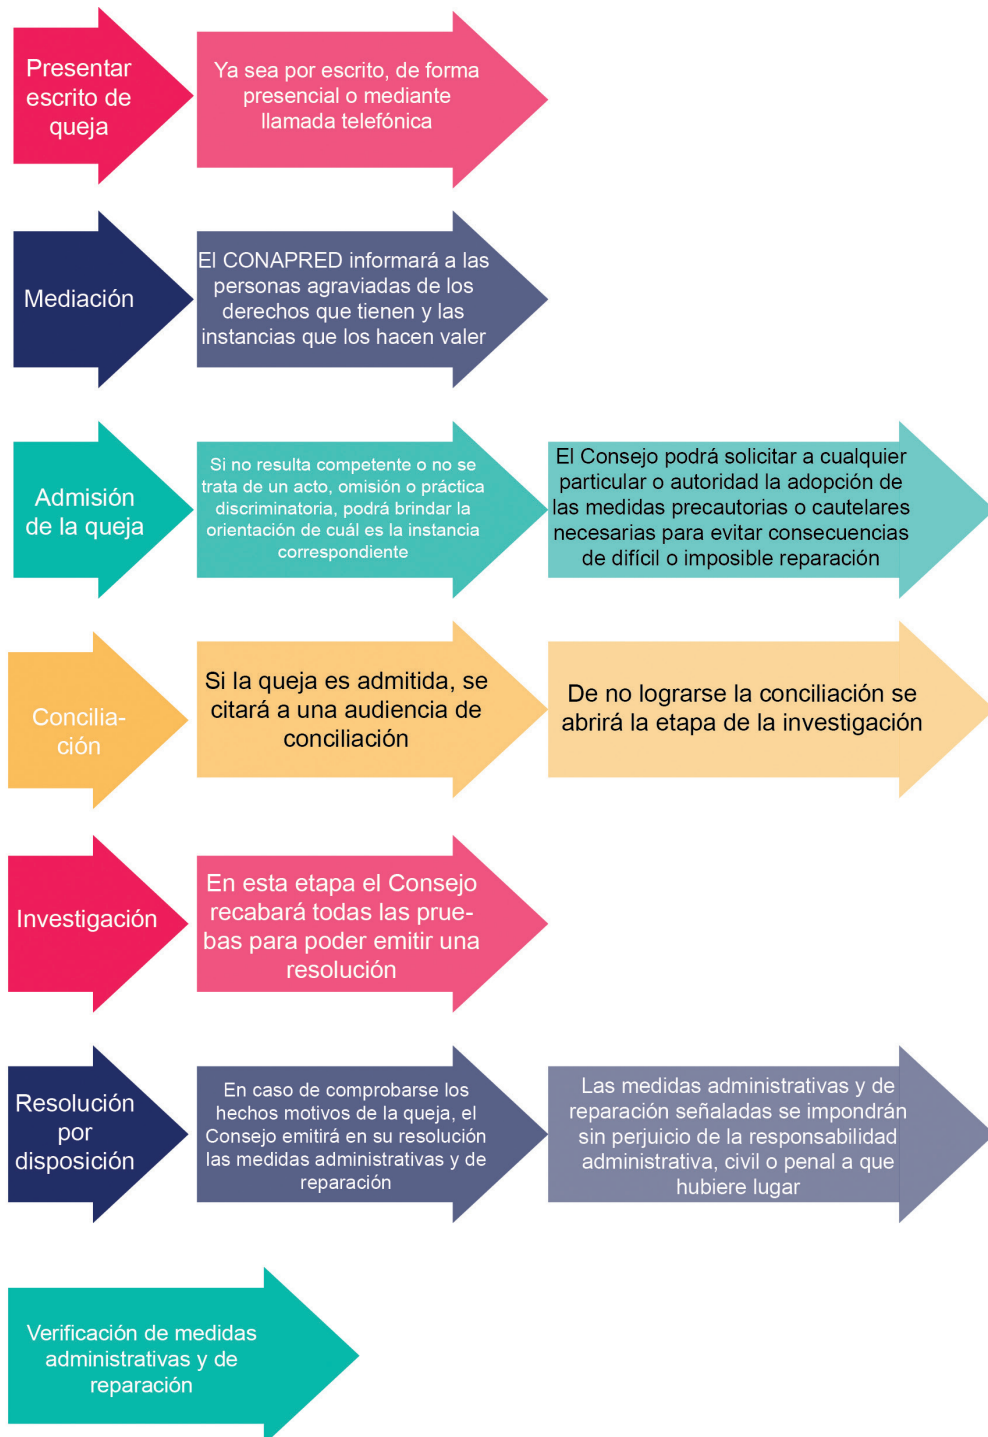 Presentar
escrito de
queja
Ya sea por escrito, de forma
presencial o mediante
llamada telefónica
Mediación
El CONAPRED informará a las
personas agraviadas de los
derechos que tienen y las
instancias que los hacen valer
Admisión
de la queja
Si no resulta competente o no se
trata de un acto, omisión o práctica
discriminatoria, podrá brindar la
orientación de cuál es la instancia
correspondiente
El Consejo podrá solicitar a cualquier
particular o autoridad la adopción de
las medidas precautorias o cautelares
necesarias para evitar consecuencias
de difícil o imposible reparación
Concilia-
ción
Si la queja es admitida, se
citará a una audiencia de
conciliación
De no lograrse la conciliación se
abrirá la etapa de la investigación
Investigación
En esta etapa el Consejo
recabará todas las prue-
bas para poder emitir una
resolución
Resolución
por
disposición
En caso de comprobarse los
hechos motivos de la queja, el
Consejo emitirá en su resolución
las medidas administrativas y de
reparación
Las medidas administrativas y de
reparación señaladas se impondrán
sin perjuicio de la responsabilidad
administrativa, civil o penal a que
hubiere lugar
Verificación de medidas
administrativas y de
reparación